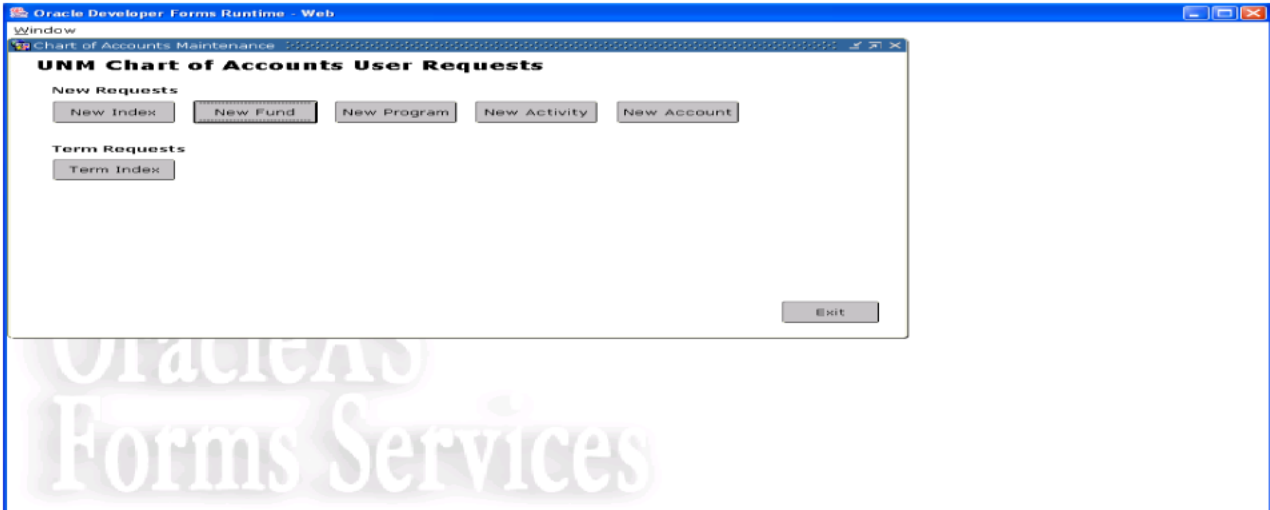 Oracle Developer Forms Runtime - Web
Window
Chart of Accounts Maintenance
UNM Chart of Accounts User Requests
New Requests
New Index New Fund New Program New Activity New Account
Term Requests
Term Index
Exit
OracleAS
Forms Services